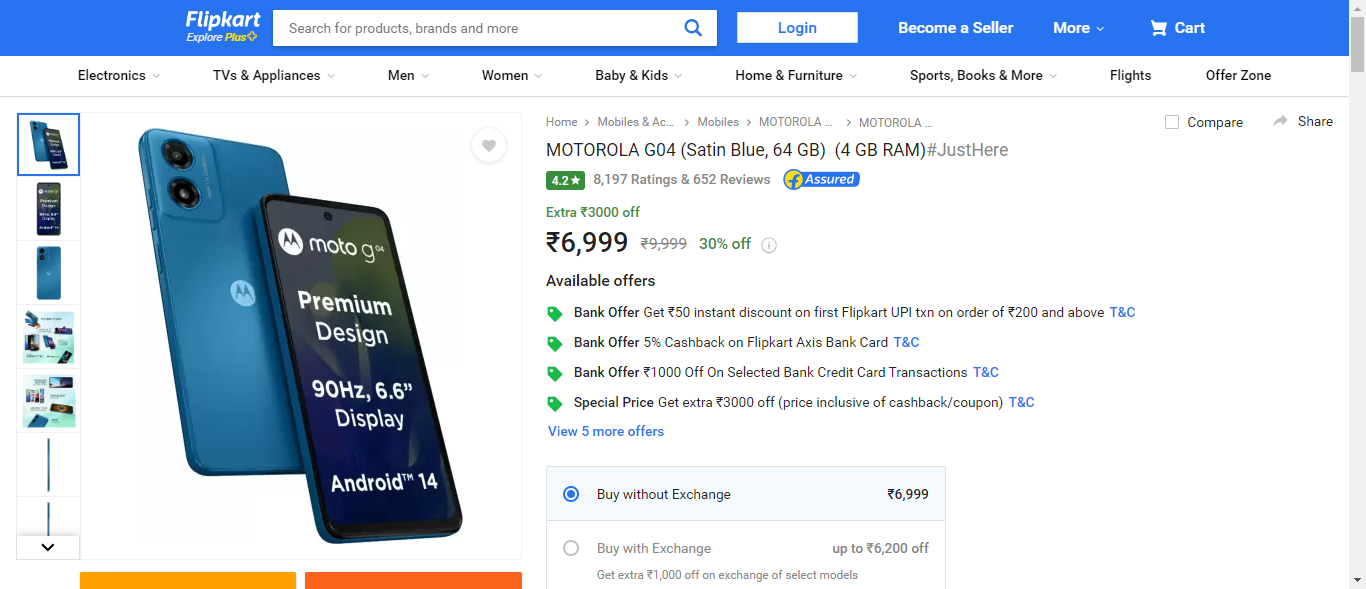 Flipkart
Explore Plus
Search for products, brands and more
Login
Become a Seller
More
Cart
Electronics
TVs & Appliances
Men
Women
Baby & Kids
Home & Furniture
Sports, Books & More
Flights
Offer Zone
Home
Mobiles & Ac...
Mobiles
MOTOROLA ...
MOTOROLA ...
Compare
Share
MOTOROLA G04 (Satin Blue, 64 GB) (4 GB RAM)#JustHere
4.2★ 8,197 Ratings & 652 Reviews Assured
Extra ₹3000 off
₹6,999 ₹9,999 30% off
Available offers
Bank Offer Get ₹50 instant discount on first Flipkart UPI txn on order of ₹200 and above T&C
Bank Offer 5% Cashback on Flipkart Axis Bank Card T&C
Bank Offer ₹1000 Off On Selected Bank Credit Card Transactions T&C
Special Price Get extra ₹3000 off (price inclusive of cashback/coupon) T&C
View 5 more offers
Buy without Exchange ₹6,999
Buy with Exchange up to ₹6,200 off
Get extra ₹1,000 off on exchange of select models
moto g04
Premium
Design
90Hz, 6.6”
Display
Android™ 14